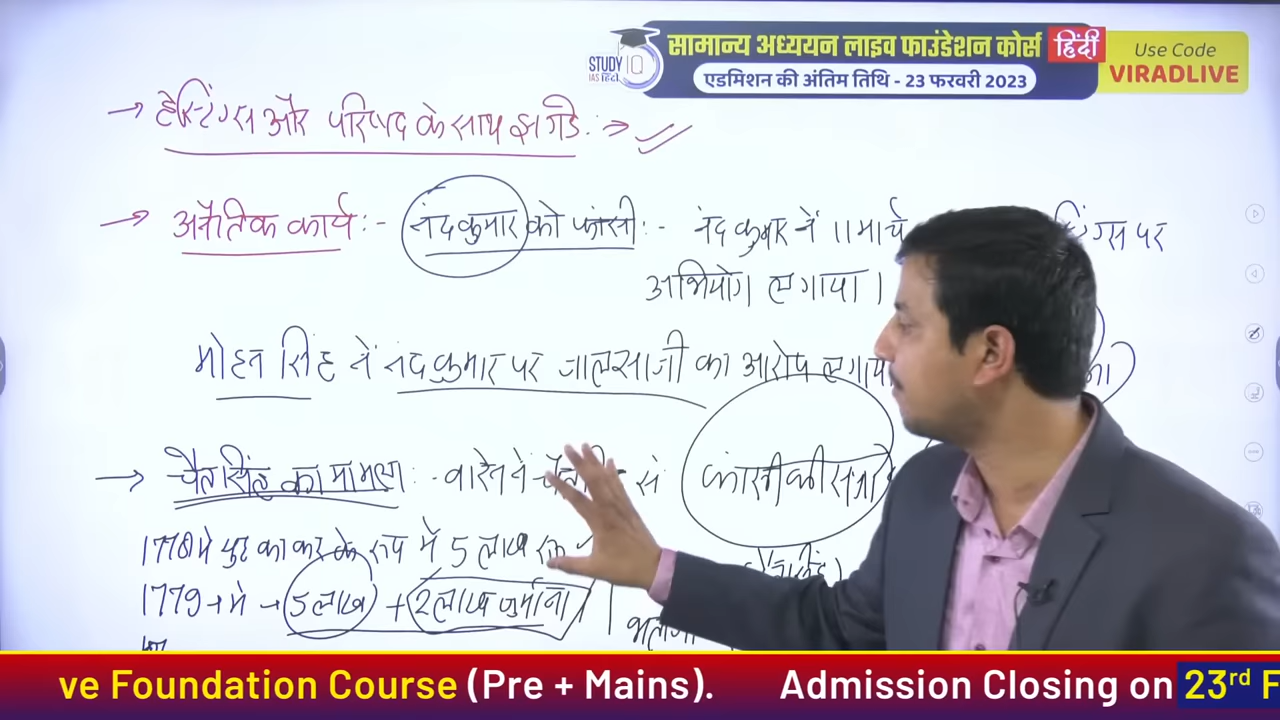 सामान्य अध्ययन लाइव फाउंडेशन कोर्स हिंदी
STUDY IQ
IAS हिंदी
एडमिशन की अंतिम तिथि - 23 फरवरी 2023
Use Code
VIRADLIVE
→ हेस्टिंग्स और परिषद के साथ झगडे :⇒
→ अनैतिक कार्य :- नंदकुमार को फांसी :- नंदकुमार नें 11 मार्च
पर
अभियोग लगाया ।
मोहन सिंह नें नंदकुमार पर जालसाजी का आरोप लगाया
→ चैतसिंह का मामला :- वारेन ने सं
फांसी की सजा
1778 में युद्ध का कर के रूप में 5 लाख रु
1779 में → 5 लाख + 2 लाख जुर्माना
ve Foundation Course (Pre + Mains). Admission Closing on 23rd F